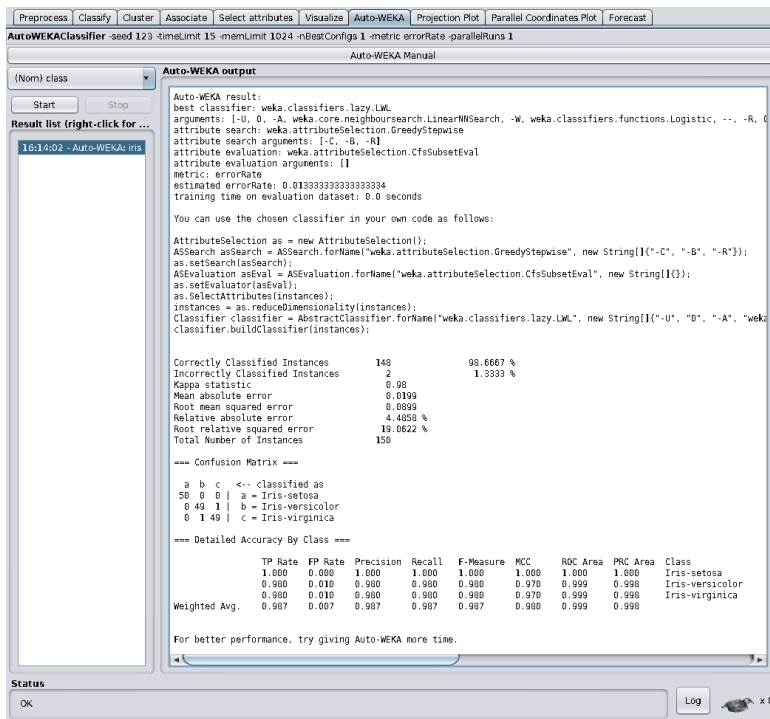 Preprocess Classify Cluster Associate Select attributes Visualize Auto-WEKA Projection Plot Parallel Coordinates Plot Forecast
AutoWEKAClassifier -seed 123 -timeLimit 15 -memLimit 1024 -nBestConfigs 1 -metric errorRate -parallelRuns 1
Auto-WEKA Manual
(Nom) class
Start Stop
Result list (right-click for ...
16:14:02 - Auto-WEKA: iris
Auto-WEKA output
Auto-WEKA result:
best classifier: weka.classifiers.lazy.LWL
arguments: [-U, 0, -A, weka.core.neighboursearch.LinearNNSearch, -W, weka.classifiers.functions.Logistic, --, -R, 0
attribute search: weka.attributeSelection.GreedyStepwise
attribute search arguments: [-C, -B, -R]
attribute evaluation: weka.attributeSelection.CfsSubsetEval
attribute evaluation arguments: []
metric: errorRate
estimated errorRate: 0.013333333333333334
training time on evaluation dataset: 0.0 seconds
You can use the chosen classifier in your own code as follows:
AttributeSelection as = new AttributeSelection();
ASSearch asSearch = ASSearch.forName("weka.attributeSelection.GreedyStepwise", new String[]{"-C", "-B", "-R"});
as.setSearch(asSearch);
ASEvaluation asEval = ASEvaluation.forName("weka.attributeSelection.CfsSubsetEval", new String[]{});
as.setEvaluator(asEval);
as.SelectAttributes(instances);
instances = as.reduceDimensionality(instances);
Classifier classifier = AbstractClassifier.forName("weka.classifiers.lazy.LWL", new String[]{"-U", "0", "-A", "weka
classifier.buildClassifier(instances);
Correctly Classified Instances 148 98.6667 %
Incorrectly Classified Instances 2 1.3333 %
Kappa statistic 0.98
Mean absolute error 0.0199
Root mean squared error 0.0899
Relative absolute error 4.4858 %
Root relative squared error 19.0622 %
Total Number of Instances 150
=== Confusion Matrix ===
a b c <-- classified as
50 0 0 | a = Iris-setosa
0 49 1 | b = Iris-versicolor
0 1 49 | c = Iris-virginica
=== Detailed Accuracy By Class ===
TP Rate FP Rate Precision Recall F-Measure MCC ROC Area PRC Area Class
1.000 0.000 1.000 1.000 1.000 1.000 1.000 1.000 Iris-setosa
0.980 0.010 0.980 0.980 0.980 0.970 0.999 0.998 Iris-versicolor
0.980 0.010 0.980 0.980 0.980 0.970 0.999 0.998 Iris-virginica
Weighted Avg. 0.987 0.007 0.987 0.987 0.987 0.980 0.999 0.998
For better performance, try giving Auto-WEKA more time.
Status
OK
Log
x 0